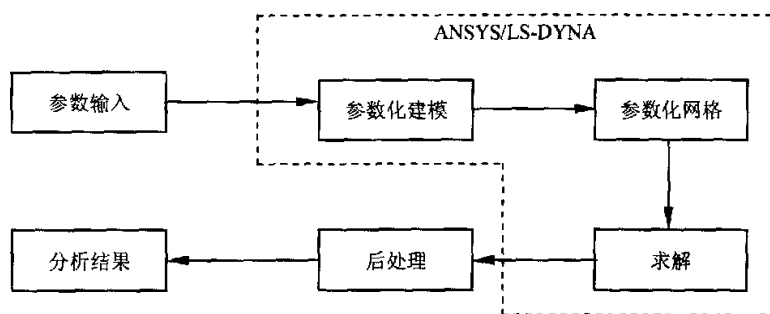 ANSYS/LS-DYNA
参数输入
参数化建模
参数化网格
分析结果
后处理
求解